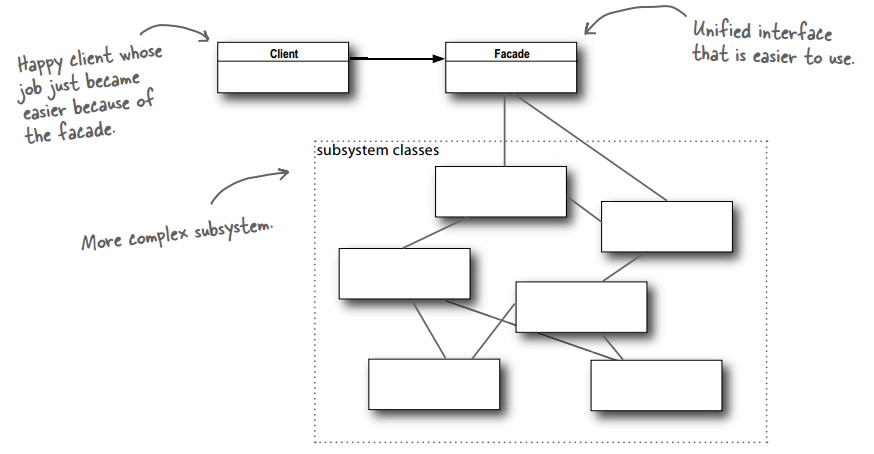 Happy client whose
job just became
easier because of
the facade.
Client
Facade
Unified interface
that is easier to use.
subsystem classes
More complex subsystem.